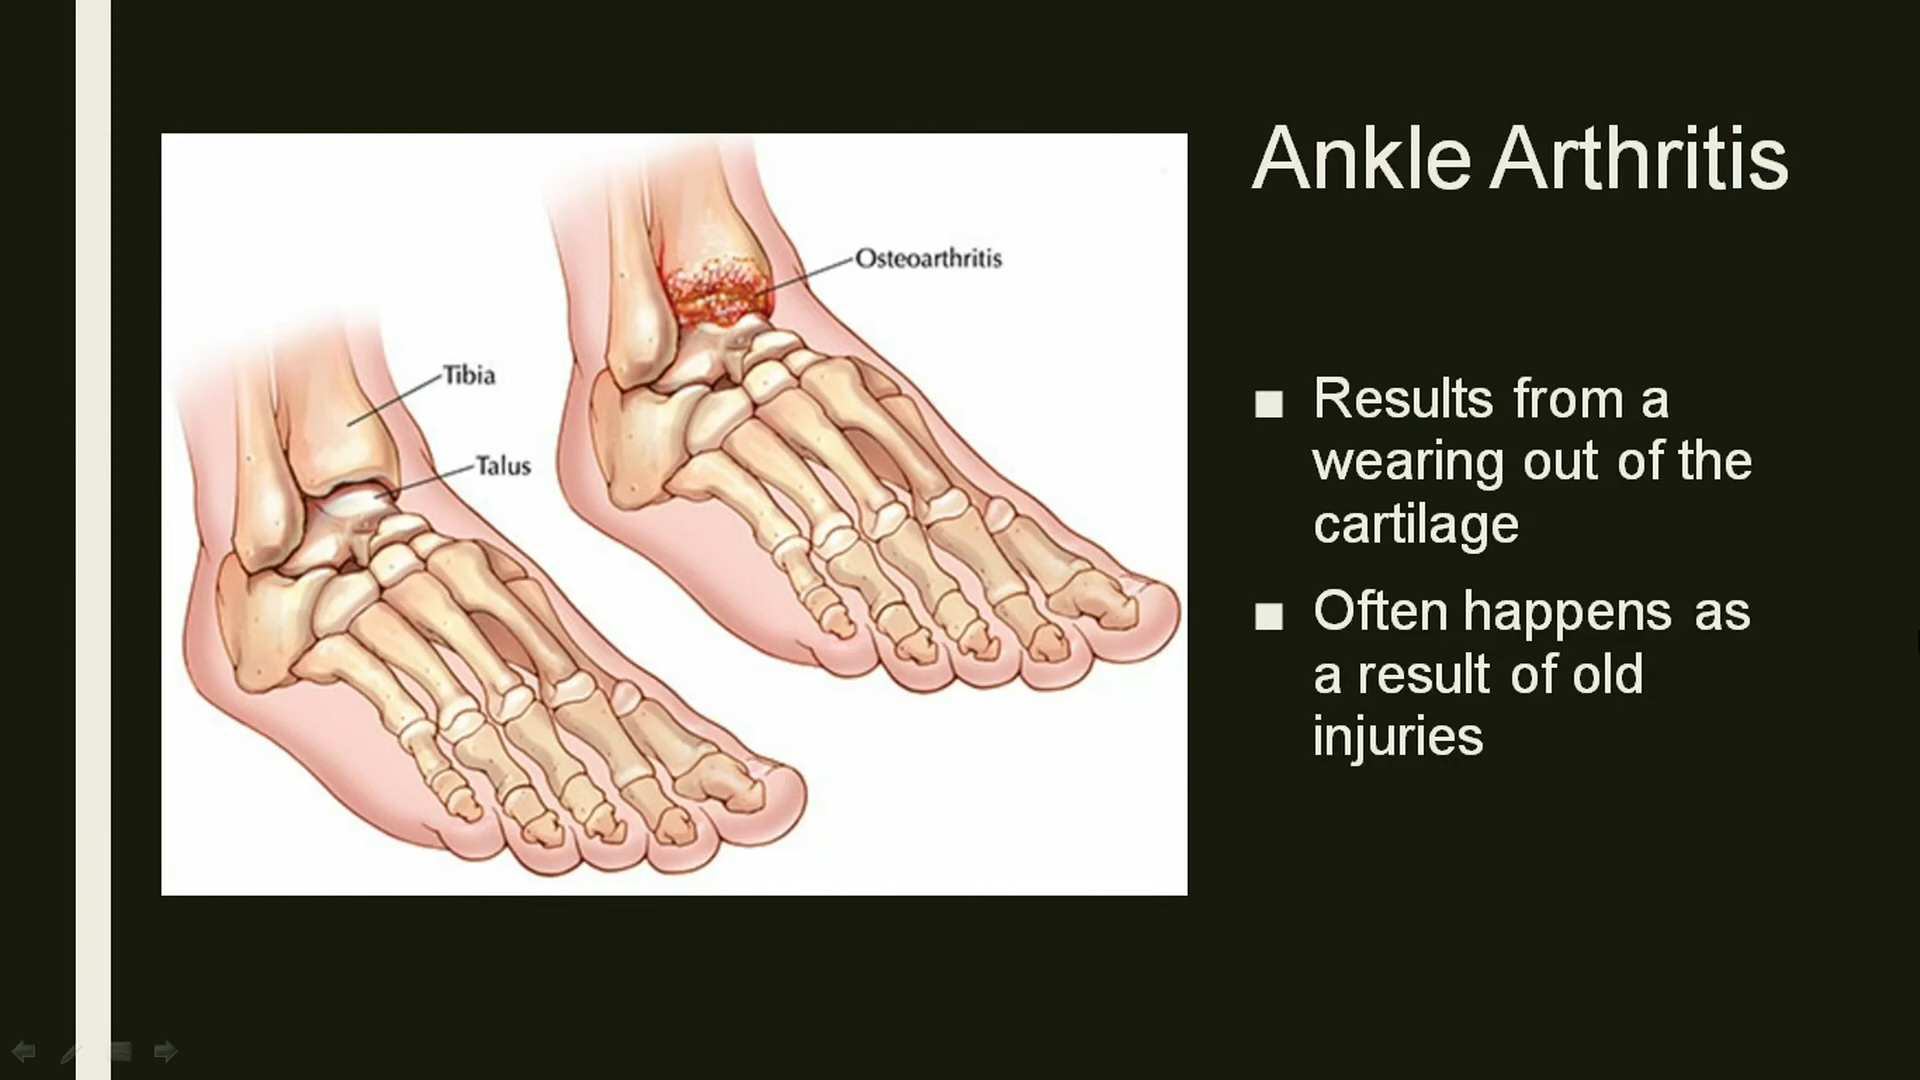 Ankle Arthritis
Osteoarthritis
Tibia
Talus
■ Results from a
wearing out of the
cartilage
■ Often happens as
a result of old
injuries